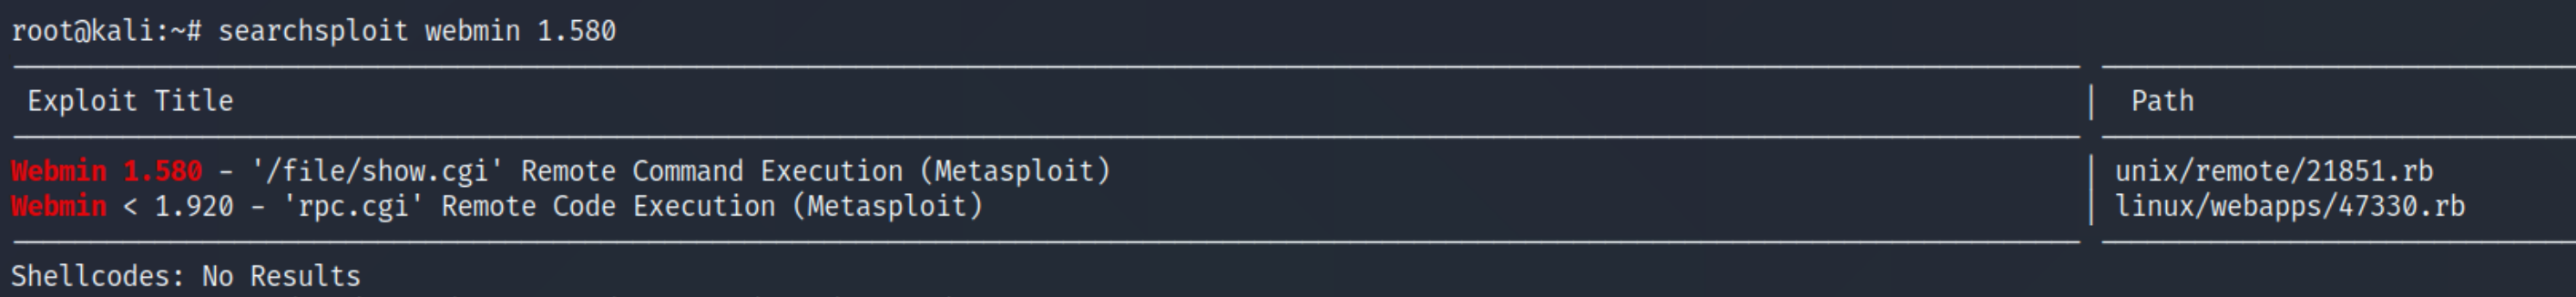 root@kali:~# searchsploit webmin 1.580
Exploit Title | Path
Webmin 1.580 - '/file/show.cgi' Remote Command Execution (Metasploit) | unix/remote/21851.rb
Webmin < 1.920 - 'rpc.cgi' Remote Code Execution (Metasploit) | linux/webapps/47330.rb
Shellcodes: No Results